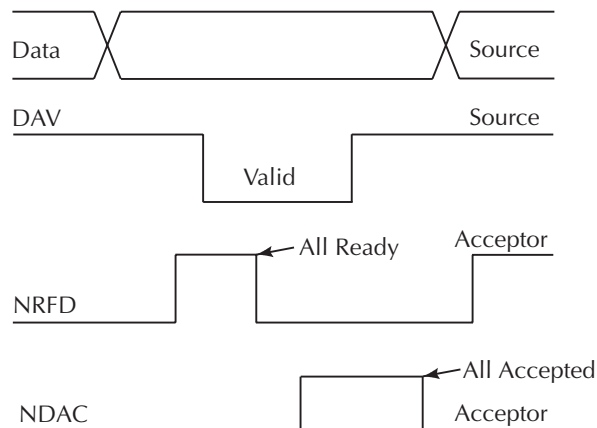 Data Source
DAV Source
Valid
All Ready Acceptor
NRFD
All Accepted
NDAC Acceptor